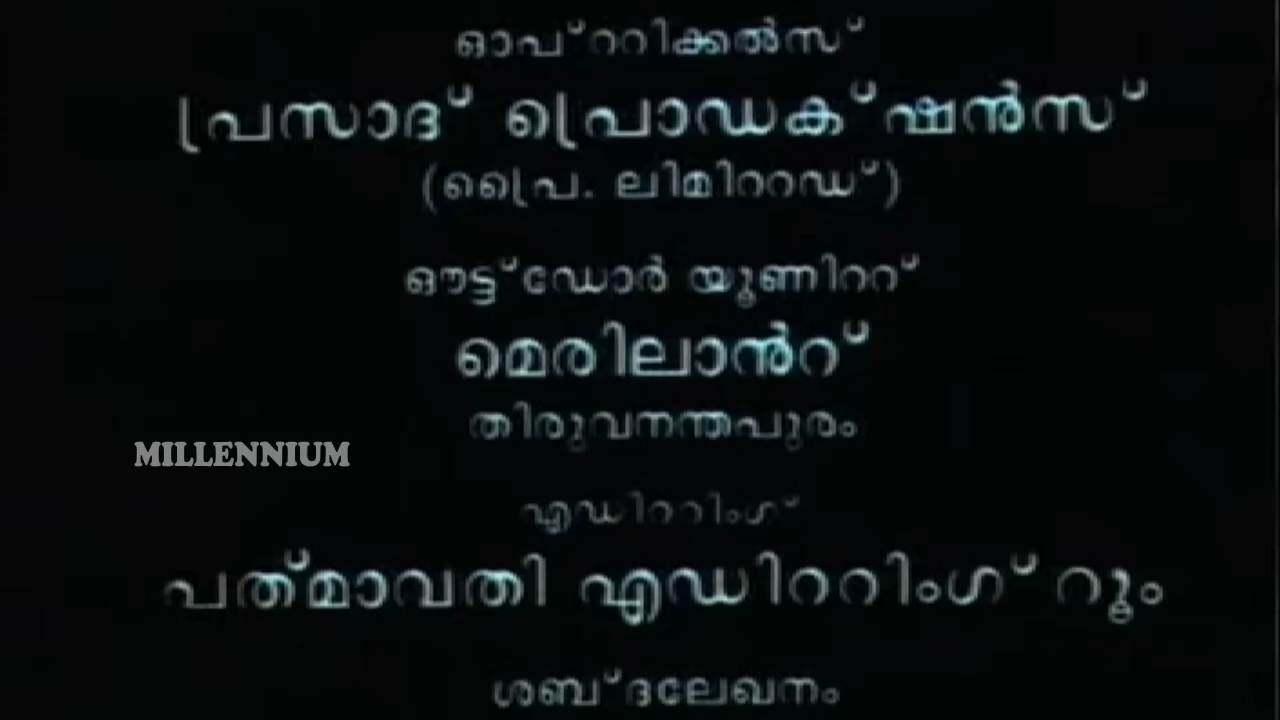 ഓപ്ററിക്കൽസ്
പ്രസാദ് പ്രൊഡക്ഷൻസ്
(പ്രൈ. ലിമിററഡ്)
ഔട്ട്ഡോർ യൂണിററ്
മെരിലാൻറ്
തിരുവനന്തപുരം
MILLENNIUM
എഡിററിംഗ്
പത്മാവതി എഡിററിംഗ് റൂം
ശബ്ദലേഖനം